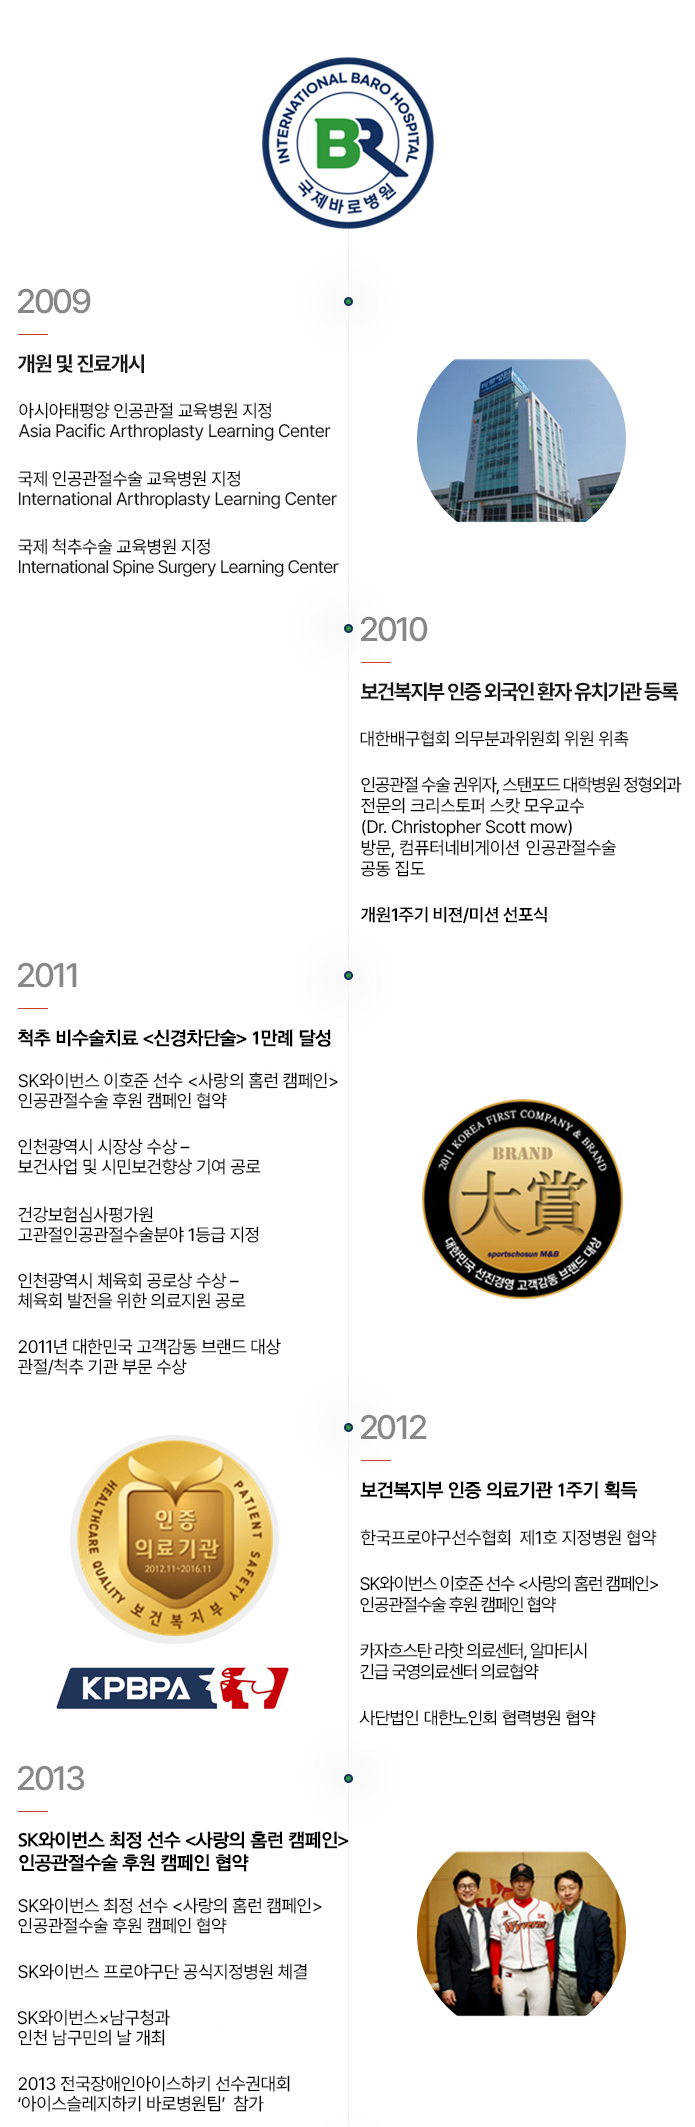 INTERNATIONAL BARO HOSPITAL
BR
국제바로병원
2009
개원 및 진료개시
아시아태평양 인공관절 교육병원 지정
Asia Pacific Arthroplasty Learning Center
국제 인공관절수술 교육병원 지정
International Arthroplasty Learning Center
국제 척추수술 교육병원 지정
International Spine Surgery Learning Center
바로병원
2010
보건복지부 인증 외국인 환자 유치기관 등록
대한배구협회 의무분과위원회 위원 위촉
인공관절 수술 권위자, 스탠포드 대학병원 정형외과
전문의 크리스토퍼 스캇 모우교수
(Dr. Christopher Scott mow)
방문, 컴퓨터네비게이션 인공관절수술
공동 집도
개원1주기 비젼/미션 선포식
2011
척추 비수술치료 <신경차단술> 1만례 달성
SK와이번스 이호준 선수 <사랑의 홈런 캠페인>
인공관절수술 후원 캠페인 협약
인천광역시 시장상 수상 –
보건사업 및 시민보건향상 기여 공로
건강보험심사평가원
고관절인공관절수술분야 1등급 지정
인천광역시 체육회 공로상 수상 –
체육회 발전을 위한 의료지원 공로
2011년 대한민국 고객감동 브랜드 대상
관절/척추 기관 부문 수상
2011 KOREA FIRST COMPANY & BRAND
BRAND
大賞
sportschosun M&B
대한민국 선진경영 고객감동 브랜드 대상
2012
보건복지부 인증 의료기관 1주기 획득
한국프로야구선수협회 제1호 지정병원 협약
SK와이번스 이호준 선수 <사랑의 홈런 캠페인>
인공관절수술 후원 캠페인 협약
카자흐스탄 라핫 의료센터, 알마티시
긴급 국영의료센터 의료협약
사단법인 대한노인회 협력병원 협약
HEALTHCARE QUALITY
PATIENT SAFETY
인증
의료기관
2012.11~2016.11
보건복지부
KPBPA
2013
SK와이번스 최정 선수 <사랑의 홈런 캠페인>
인공관절수술 후원 캠페인 협약
SK와이번스 최정 선수 <사랑의 홈런 캠페인>
인공관절수술 후원 캠페인 협약
SK와이번스 프로야구단 공식지정병원 체결
SK와이번스×남구청과
인천 남구민의 날 개최
2013 전국장애인아이스하키 선수권대회
‘아이스슬레지하키 바로병원팀’ 참가
SK
Wyverns